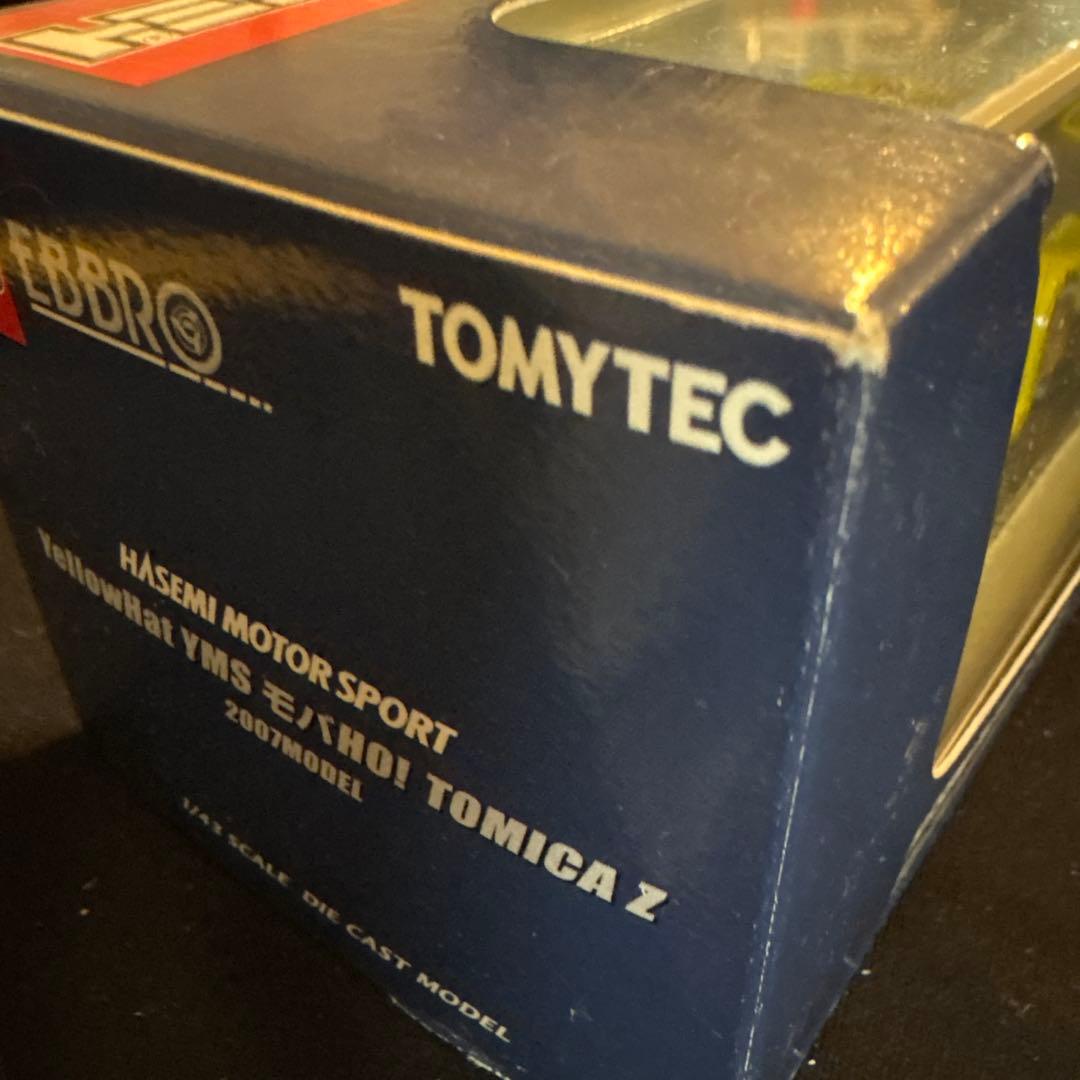 EBBRO
TOMYTEC
HASEMI MOTOR SPORT
YellowHat YMS モバHO! TOMICA Z
2007MODEL
1/43 SCALE DIE CAST MODEL